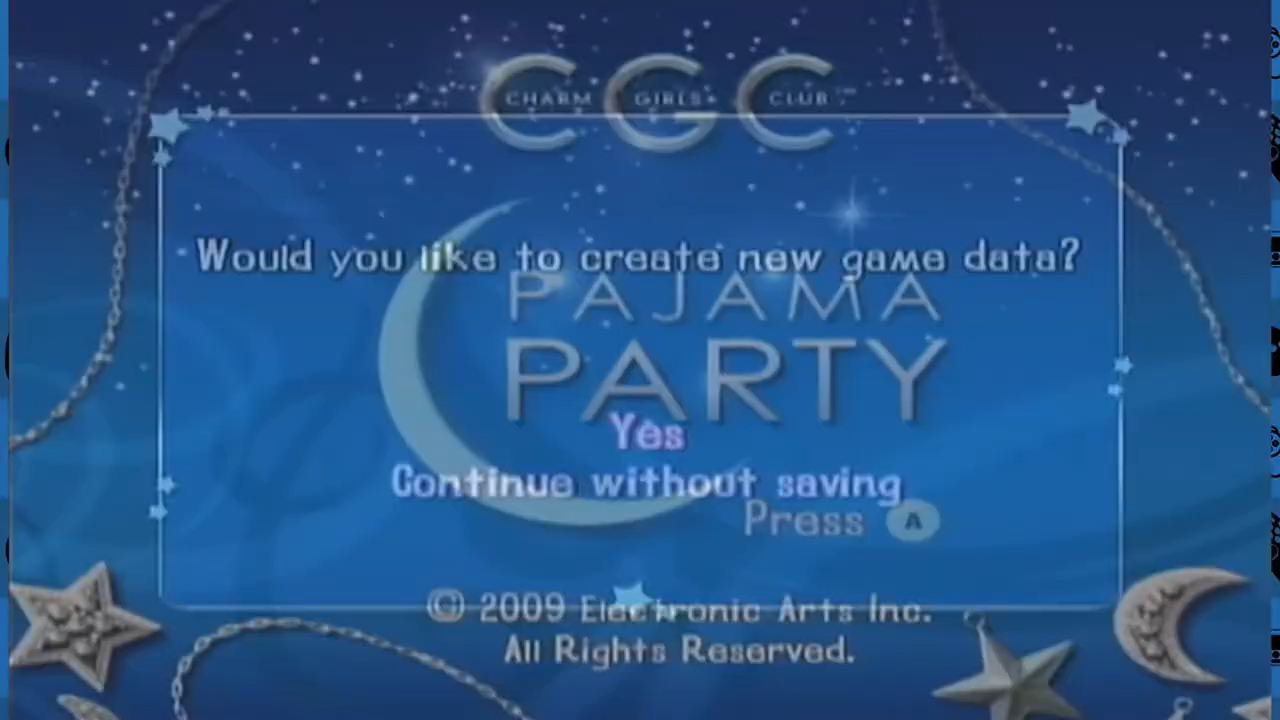 CHARM GIRLS CLUB™
CGC
Would you like to create new game data?
PAJAMA
PARTY
Yes
Continue without saving
Press A
© 2009 Electronic Arts Inc.
All Rights Reserved.